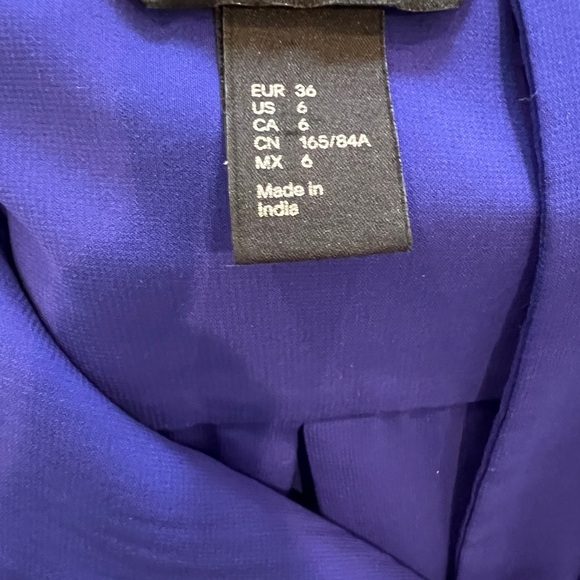 EUR 36
US 6
CA 6
CN 165/84A
MX 6
Made in
India